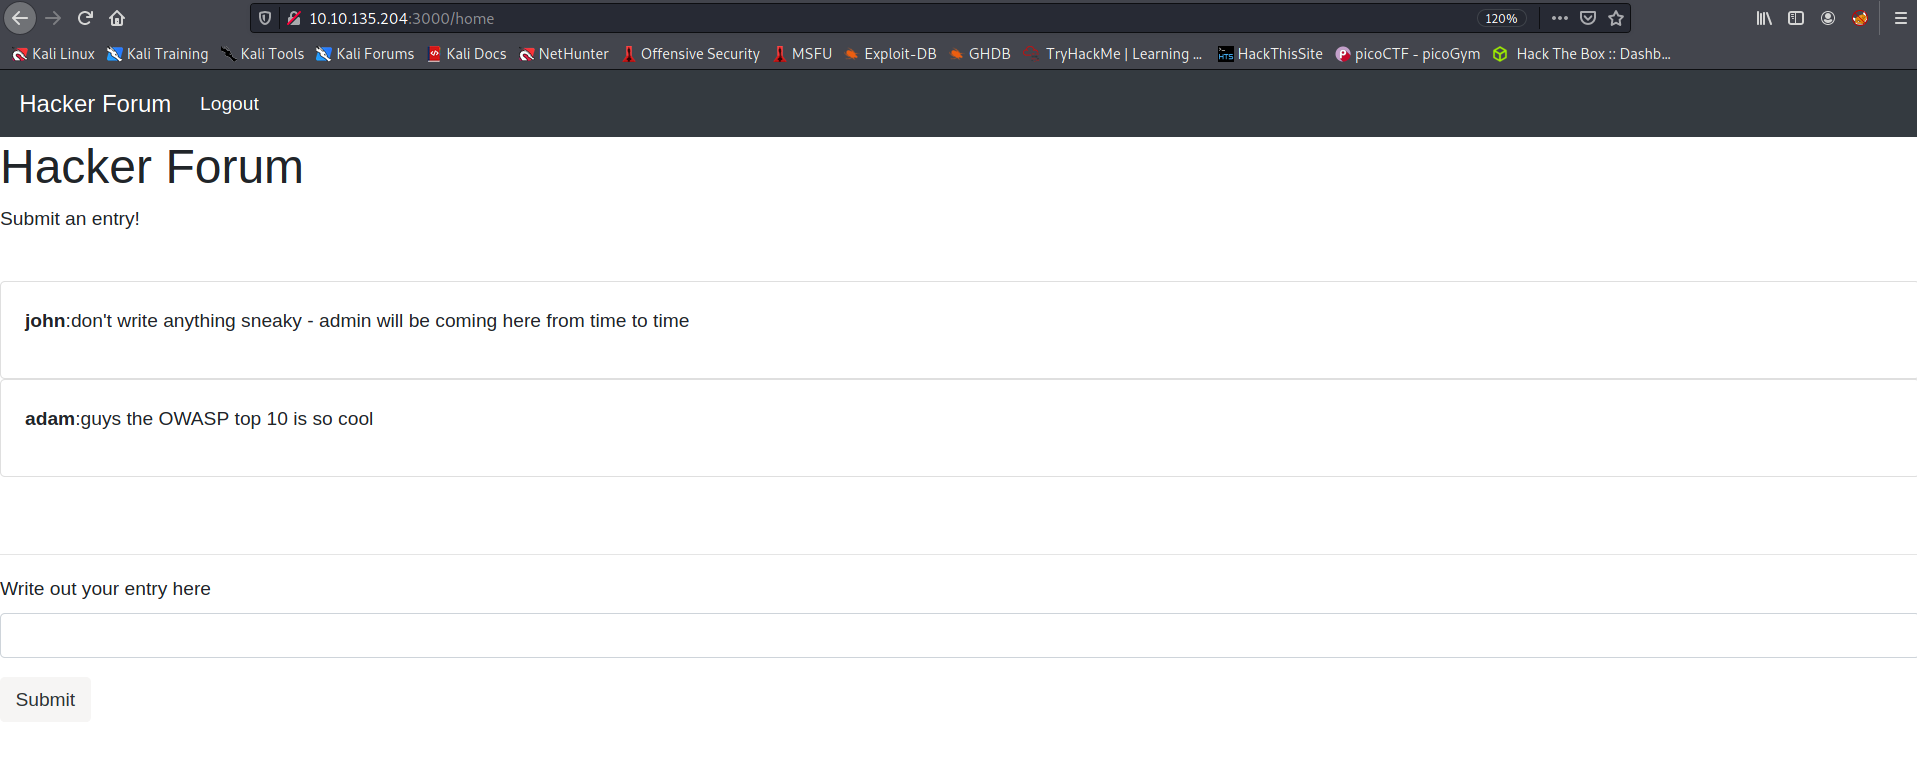 10.10.135.204:3000/home 120%
Kali Linux Kali Training Kali Tools Kali Forums Kali Docs NetHunter Offensive Security MSFU Exploit-DB GHDB TryHackMe | Learning ... HackThisSite picoCTF - picoGym Hack The Box :: Dashb...
Hacker Forum Logout
Hacker Forum
Submit an entry!
john:don't write anything sneaky - admin will be coming here from time to time
adam:guys the OWASP top 10 is so cool
Write out your entry here
Submit